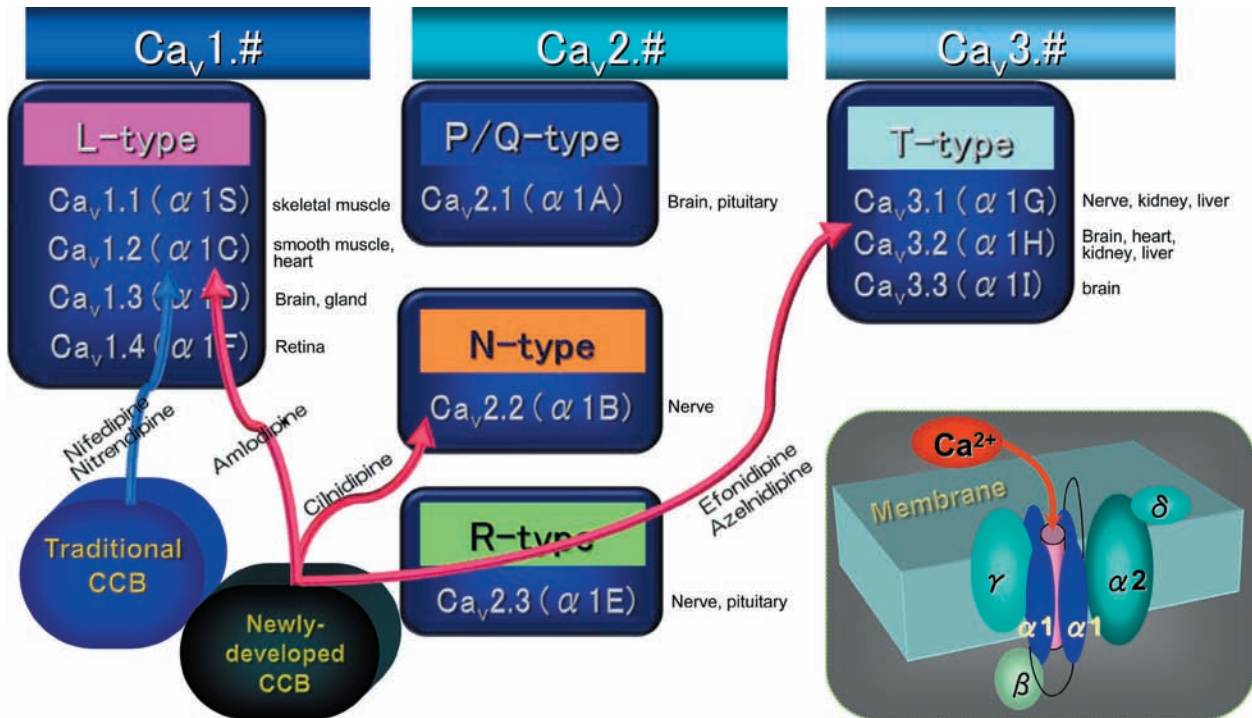 Cav1.#
L-type
Cav1.1 (α1S) skeletal muscle
Cav1.2 (α1C) smooth muscle,
heart
Cav1.3 (α1D) Brain, gland
Cav1.4 (α1F) Retina
Nifedipine
Nitrendipine
Amlodipine
Cilnidipine
Traditional
CCB
Newly-
developed
CCB
Cav2.#
P/Q-type
Cav2.1 (α1A) Brain, pituitary
N-type
Cav2.2 (α1B) Nerve
R-type
Cav2.3 (α1E) Nerve, pituitary
Efonidipine
Azelnidipine
Cav3.#
T-type
Cav3.1 (α1G) Nerve, kidney, liver
Cav3.2 (α1H) Brain, heart,
kidney, liver
Cav3.3 (α1I) brain
Ca2+
Membrane
δ
γ
α2
α1 α1
β